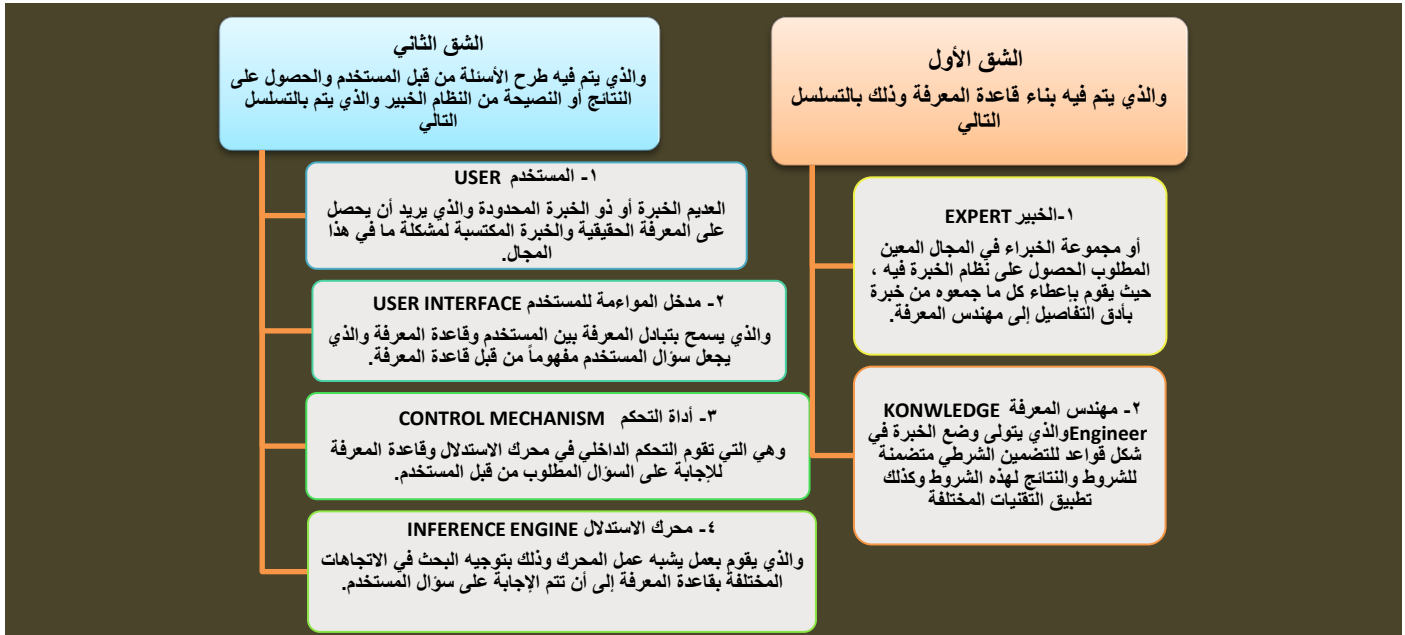 الشق الأول
والذي يتم فيه بناء قاعدة المعرفة وذلك بالتسلسل
التالي
١-الخبير EXPERT
أو مجموعة الخبراء في المجال المعين
المطلوب الحصول على نظام الخبرة فيه ،
حيث يقوم بإعطاء كل ما جمعوه من خبرة
بأدق التفاصيل إلى مهندس المعرفة.
٢- مهندس المعرفة KONWLEDGE
Engineerوالذي يتولى وضع الخبرة في
شكل قواعد للتضمين الشرطي متضمنة
للشروط والنتائج لهذه الشروط وكذلك
تطبيق التقنيات المختلفة
الشق الثاني
والذي يتم فيه طرح الأسئلة من قبل المستخدم والحصول على
النتائج أو النصيحة من النظام الخبير والذي يتم بالتسلسل
التالي
١- المستخدم USER
العديم الخبرة أو ذو الخبرة المحدودة والذي يريد أن يحصل
على المعرفة الحقيقية والخبرة المكتسبة لمشكلة ما في هذا
المجال.
٢- مدخل المواءمة للمستخدم USER INTERFACE
والذي يسمح بتبادل المعرفة بين المستخدم وقاعدة المعرفة والذي
يجعل سؤال المستخدم مفهوماً من قبل قاعدة المعرفة.
٣- أداة التحكم CONTROL MECHANISM
وهي التي تقوم التحكم الداخلي في محرك الاستدلال وقاعدة المعرفة
للإجابة على السؤال المطلوب من قبل المستخدم.
٤- محرك الاستدلال INFERENCE ENGINE
والذي يقوم بعمل يشبه عمل المحرك وذلك بتوجيه البحث في الاتجاهات
المختلفة بقاعدة المعرفة إلى أن تتم الإجابة على سؤال المستخدم.